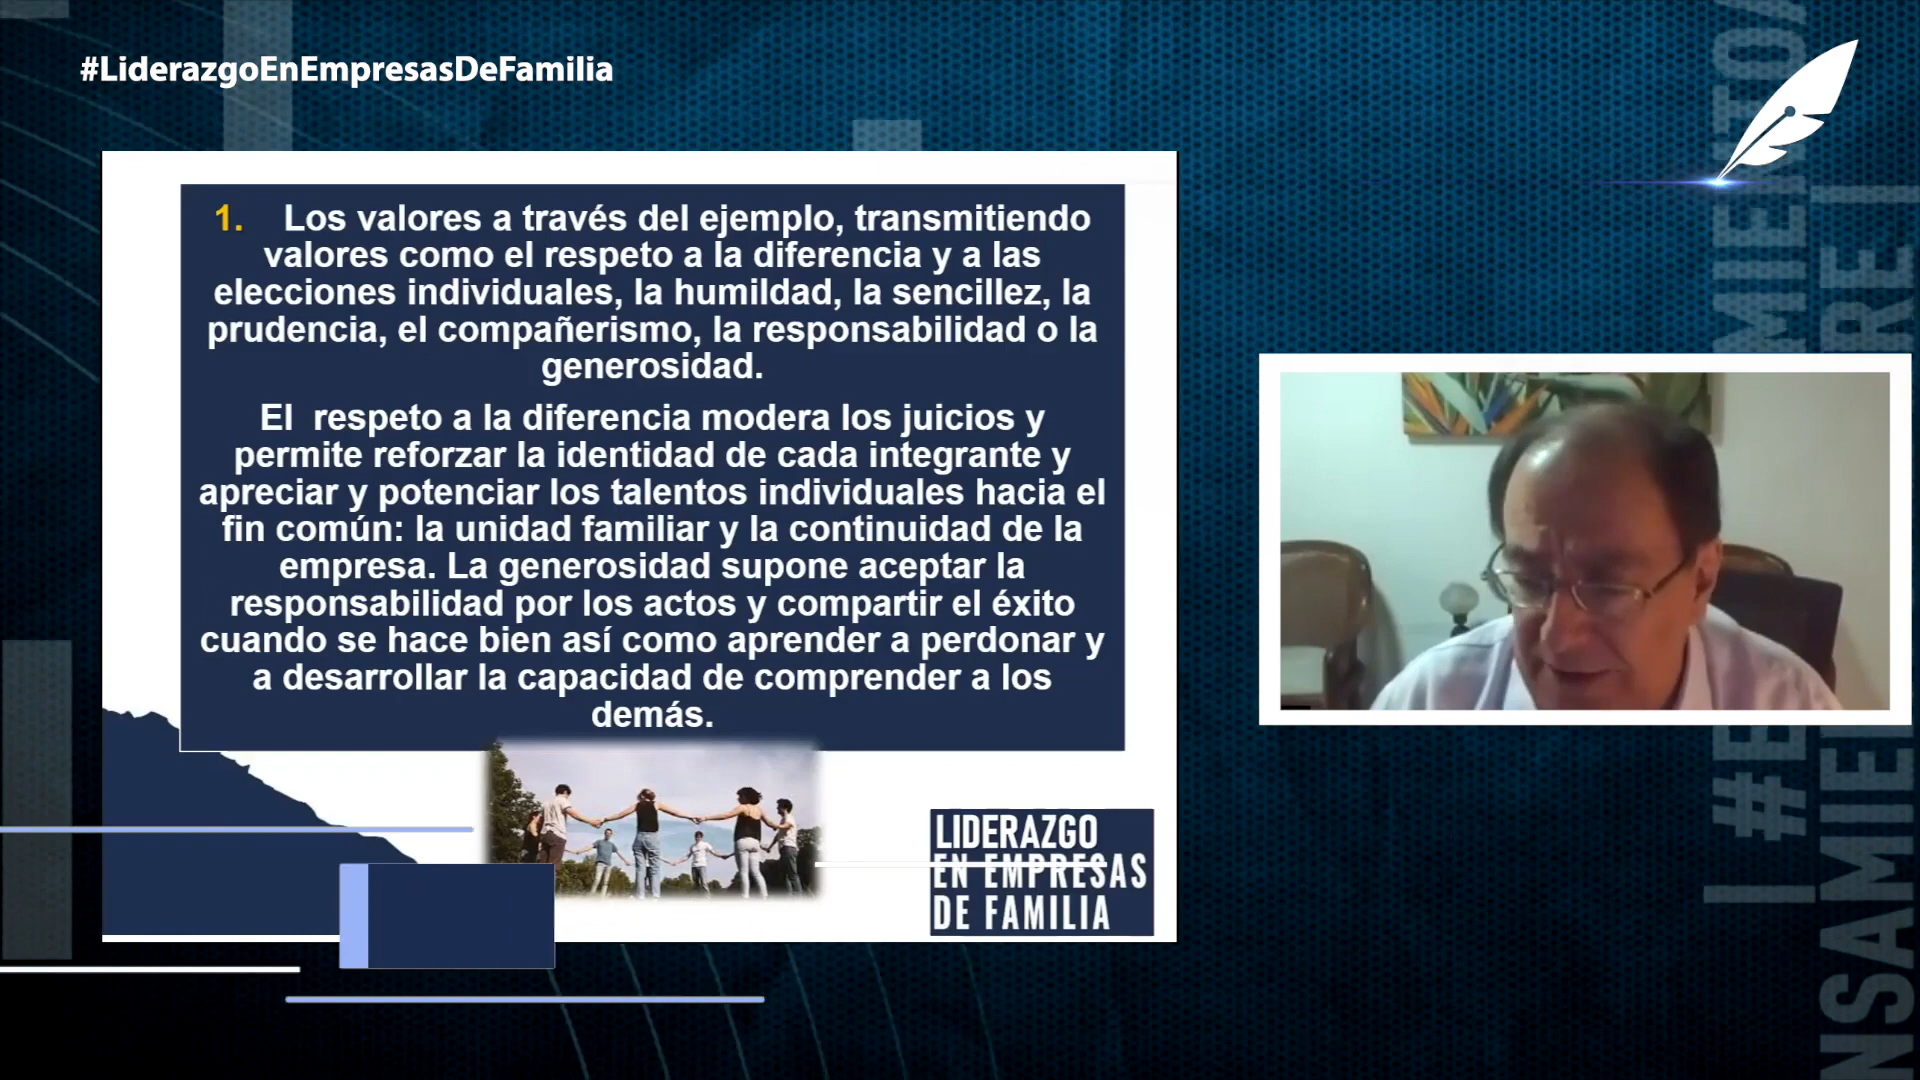 #LiderazgoEnEmpresasDeFamilia
1. Los valores a través del ejemplo, transmitiendo
valores como el respeto a la diferencia y a las
elecciones individuales, la humildad, la sencillez, la
prudencia, el compañerismo, la responsabilidad o la
generosidad.
El respeto a la diferencia modera los juicios y
permite reforzar la identidad de cada integrante y
apreciar y potenciar los talentos individuales hacia el
fin común: la unidad familiar y la continuidad de la
empresa. La generosidad supone aceptar la
responsabilidad por los actos y compartir el éxito
cuando se hace bien así como aprender a perdonar y
a desarrollar la capacidad de comprender a los
demás.
LIDERAZGO
EN EMPRESAS
DE FAMILIA